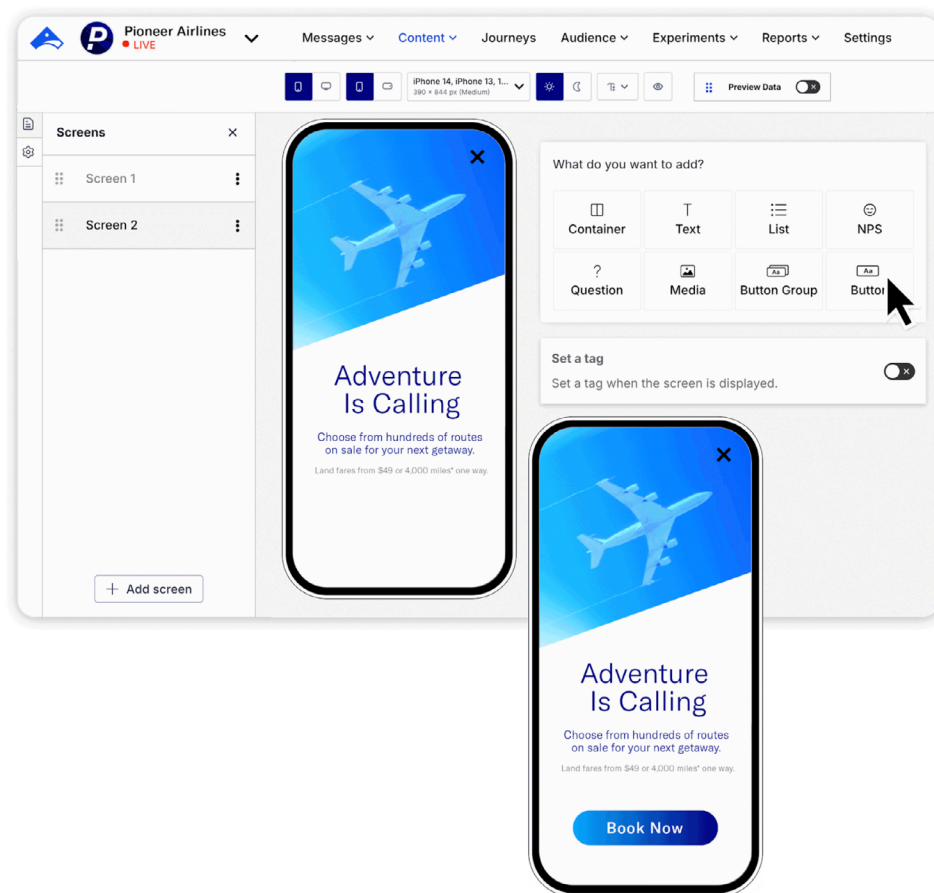 Pioneer Airlines
LIVE
Messages
Content
Journeys
Audience
Experiments
Reports
Settings
iPhone 14, iPhone 13, 1...
390 × 844 px (Medium)
Preview Data
Screens
Screen 1
Screen 2
Add screen
Adventure
Is Calling
Choose from hundreds of routes
on sale for your next getaway.
Land fares from $49 or 4,000 miles* one way.
What do you want to add?
Container
Text
List
NPS
Question
Media
Aa
Button Group
Aa
Button
Set a tag
Set a tag when the screen is displayed.
Adventure
Is Calling
Choose from hundreds of routes
on sale for your next getaway.
Land fares from $49 or 4,000 miles* one way.
Book Now